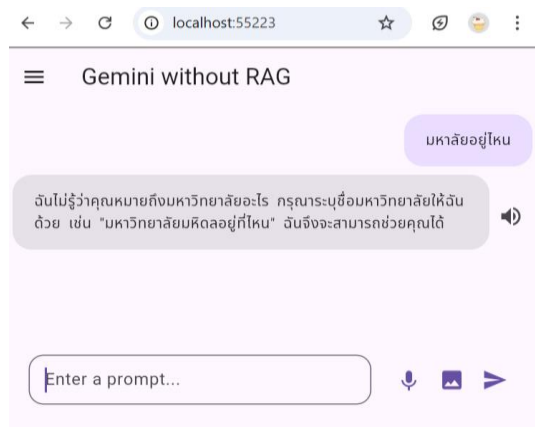 localhost:55223
Gemini without RAG
มหาลัยอยู่ไหน
ฉันไม่รู้ว่าคุณหมายถึงมหาวิทยาลัยอะไร กรุณาระบุชื่อมหาวิทยาลัยให้ฉัน
ด้วย เช่น "มหาวิทยาลัยมหิดลอยู่ที่ไหน" ฉันจึงจะสามารถช่วยคุณได้
Enter a prompt...